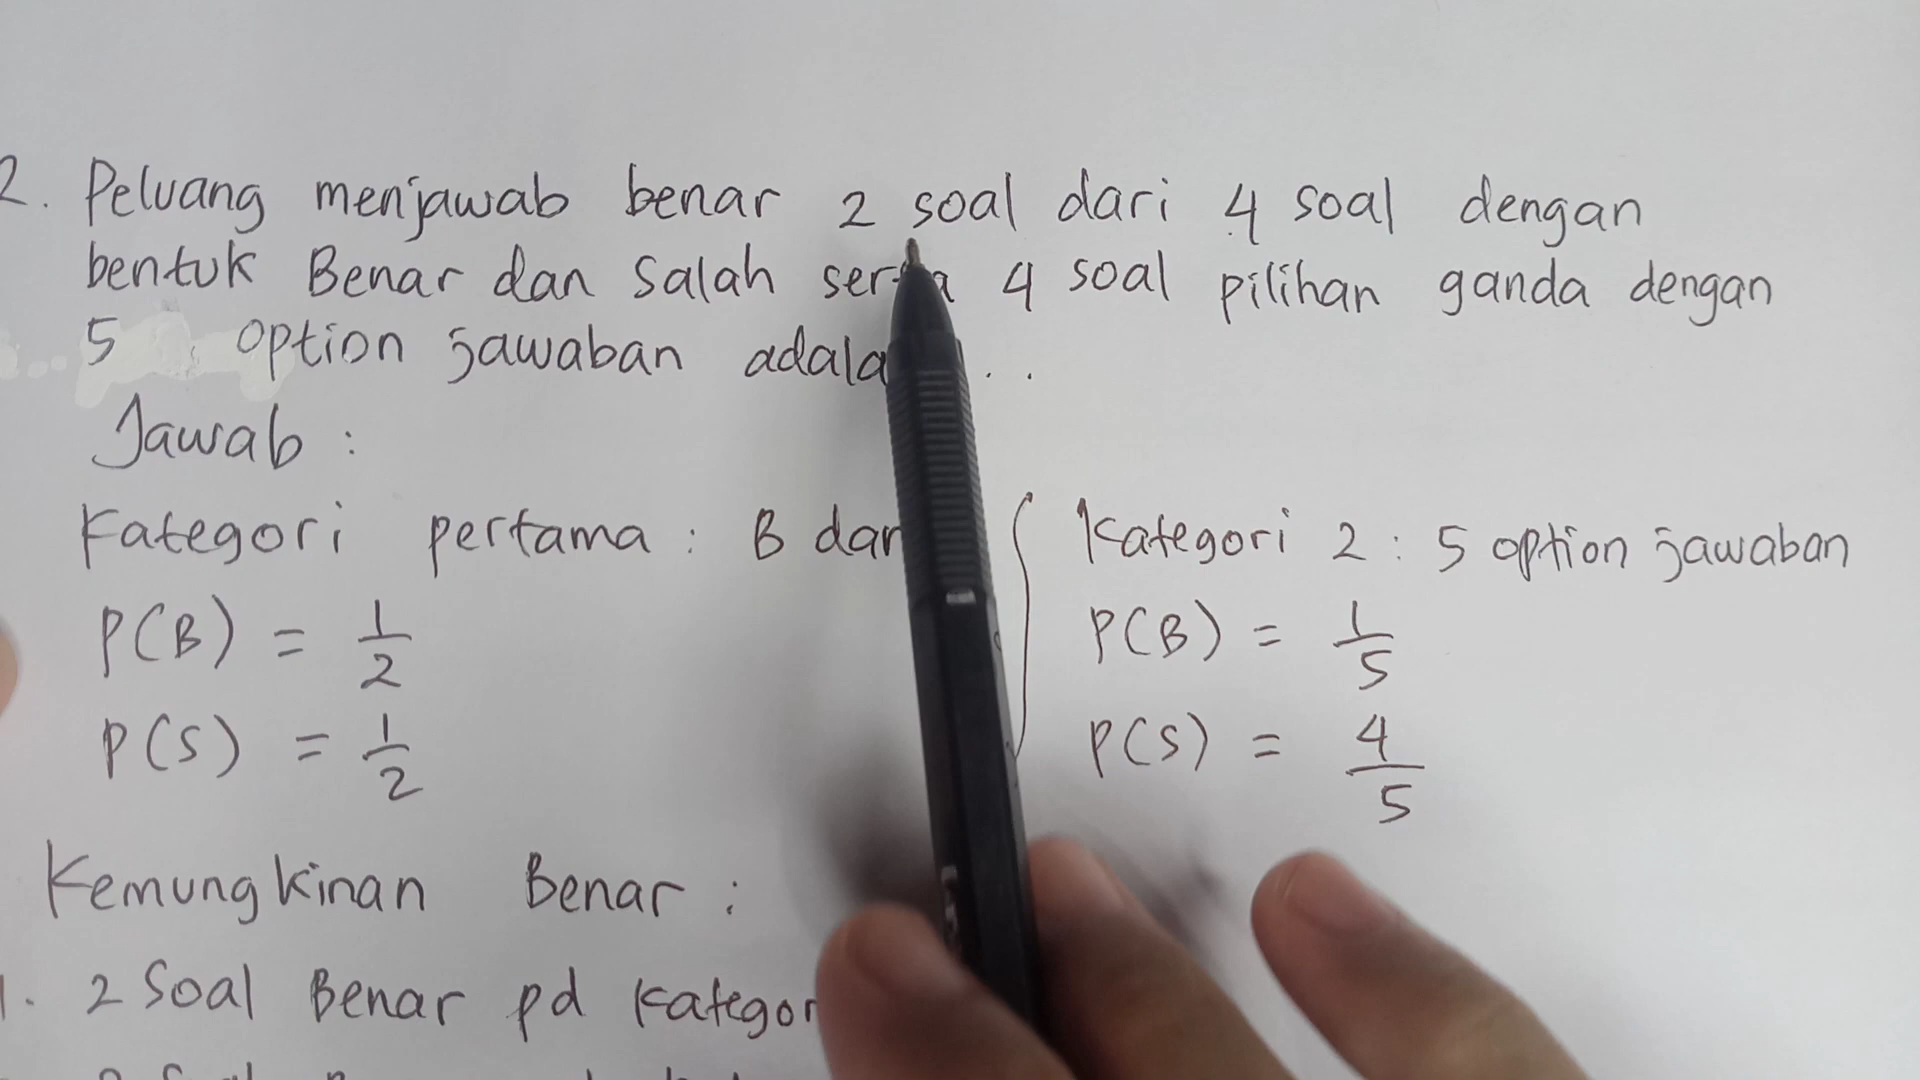 2. Peluang menjawab benar 2 soal dari 4 soal dengan
bentuk Benar dan Salah serta 4 soal pilihan ganda dengan
5 option jawaban adala ...
Jawab :
Kategori pertama : B dan
P(B) = 1/2
P(S) = 1/2
Kategori 2 : 5 option jawaban
P(B) = 1/5
P(S) = 4/5
Kemungkinan Benar :
1. 2 Soal Benar pd Kategor